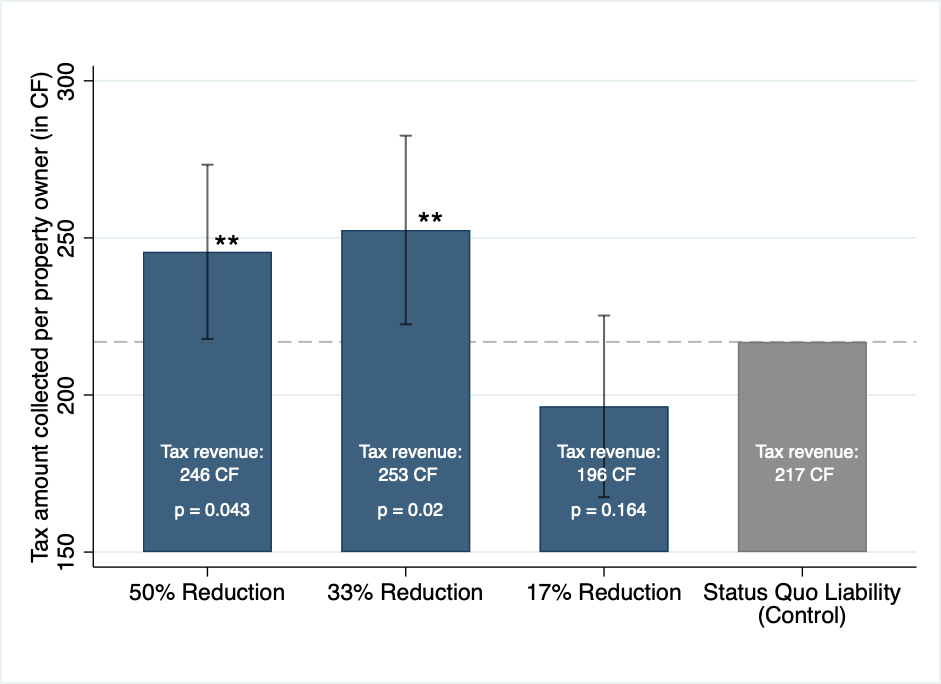 Tax amount collected per property owner (in CF)
300
250
200
150
**
**
Tax revenue:
246 CF
p = 0.043
Tax revenue:
253 CF
p = 0.02
Tax revenue:
196 CF
p = 0.164
Tax revenue:
217 CF
50% Reduction
33% Reduction
17% Reduction
Status Quo Liability
(Control)